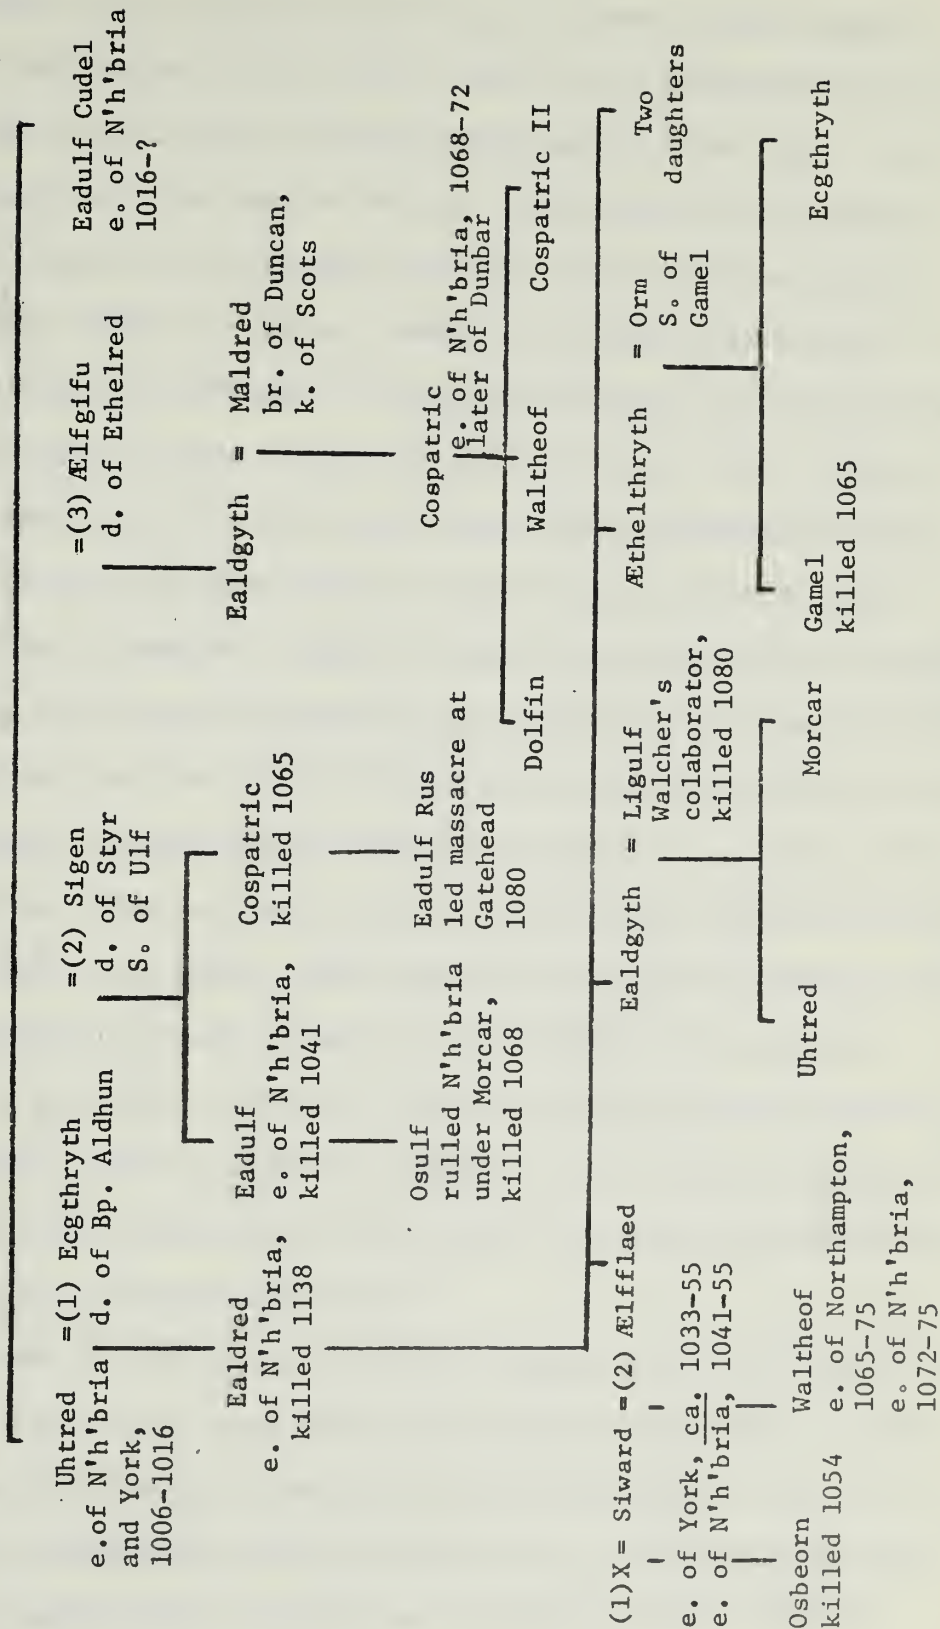 Uhtred
e.of N'h'bria
and York,
1006-1016
=(1) Ecgthryth
d. of Bp. Aldhun
=(2) Sigen
d. of Styr
S. of Ulf
=(3) Ælfgifu
d. of Ethelred
Eadulf Cudel
e. of N'h'bria
1016-?
Ealdred
e. of N'h'bria,
killed 1138
Eadulf
e. of N'h'bria,
killed 1041
Cospatric
killed 1065
Ealdgyth = Maldred
br. of Duncan,
k. of Scots
Osulf
rulled N'h'bria
under Morcar,
killed 1068
Eadulf Rus
led massacre at
Gatehead
1080
Cospatric
e. of N'h'bria, 1068-72
later of Dunbar
Dolfin
Waltheof
Cospatric II
(1)X = Siward =(2) Ælfflaed
e. of York, ca. 1033-55
e. of N'h'bria, 1041-55
Ealdgyth = Ligulf
Walcher's
colaborator,
killed 1080
Æthelthryth = Orm
S. of
Gamel
Two
daughters
Osbeorn
killed 1054
Waltheof
e. of Northampton,
1065-75
e. of N'h'bria,
1072-75
Uhtred
Morcar
Gamel
killed 1065
Ecgthryth